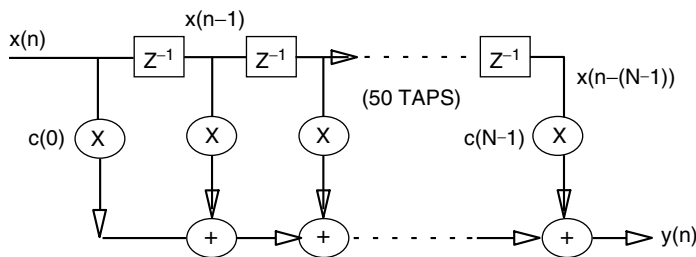 x(n)
x(n−1)
Z⁻¹
Z⁻¹
Z⁻¹
(50 TAPS)
x(n−(N−1))
c(0)
X
X
X
c(N−1)
X
+
+
+
y(n)